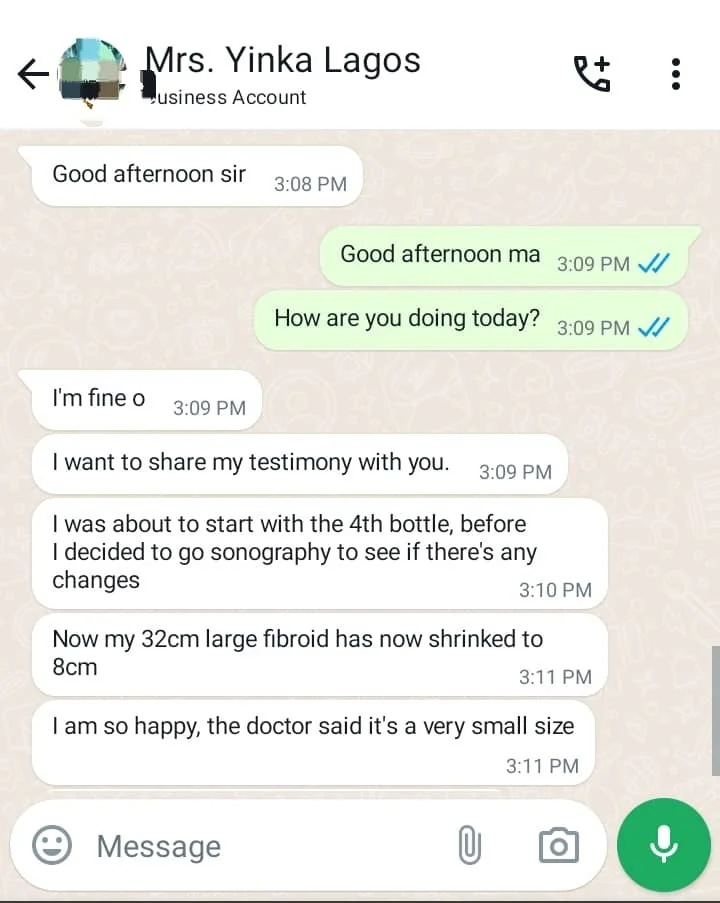 Mrs. Yinka Lagos
usiness Account
Good afternoon sir 3:08 PM
Good afternoon ma 3:09 PM
How are you doing today? 3:09 PM
I'm fine o 3:09 PM
I want to share my testimony with you. 3:09 PM
I was about to start with the 4th bottle, before
I decided to go sonography to see if there's any
changes
3:10 PM
Now my 32cm large fibroid has now shrinked to
8cm
3:11 PM
I am so happy, the doctor said it's a very small size
3:11 PM
Message